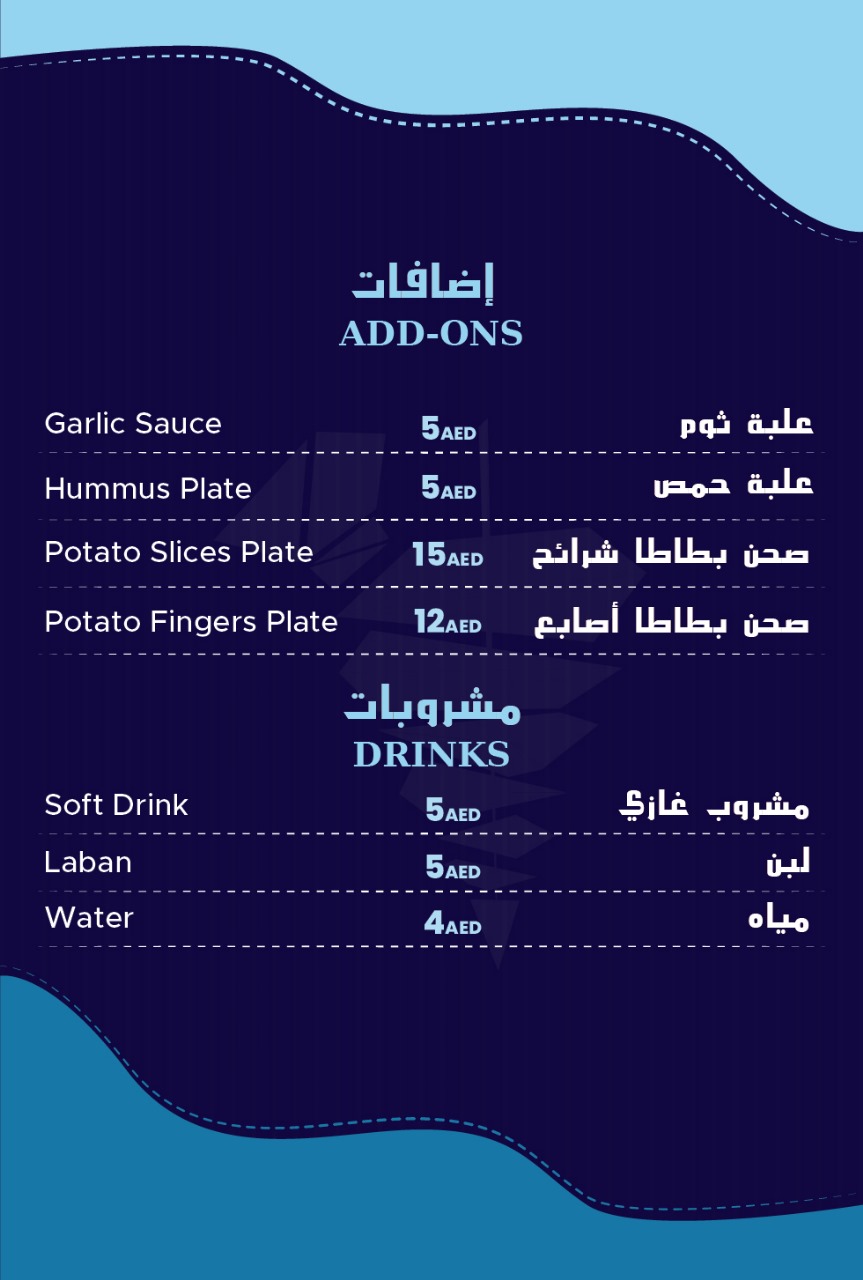 إضافات
ADD-ONS
Garlic Sauce 5AED علبة ثوم
Hummus Plate 5AED علبة حمص
Potato Slices Plate 15AED صحن بطاطا شرائح
Potato Fingers Plate 12AED صحن بطاطا أصابع
مشروبات
DRINKS
Soft Drink 5AED مشروب غازي
Laban 5AED لبن
Water 4AED مياه